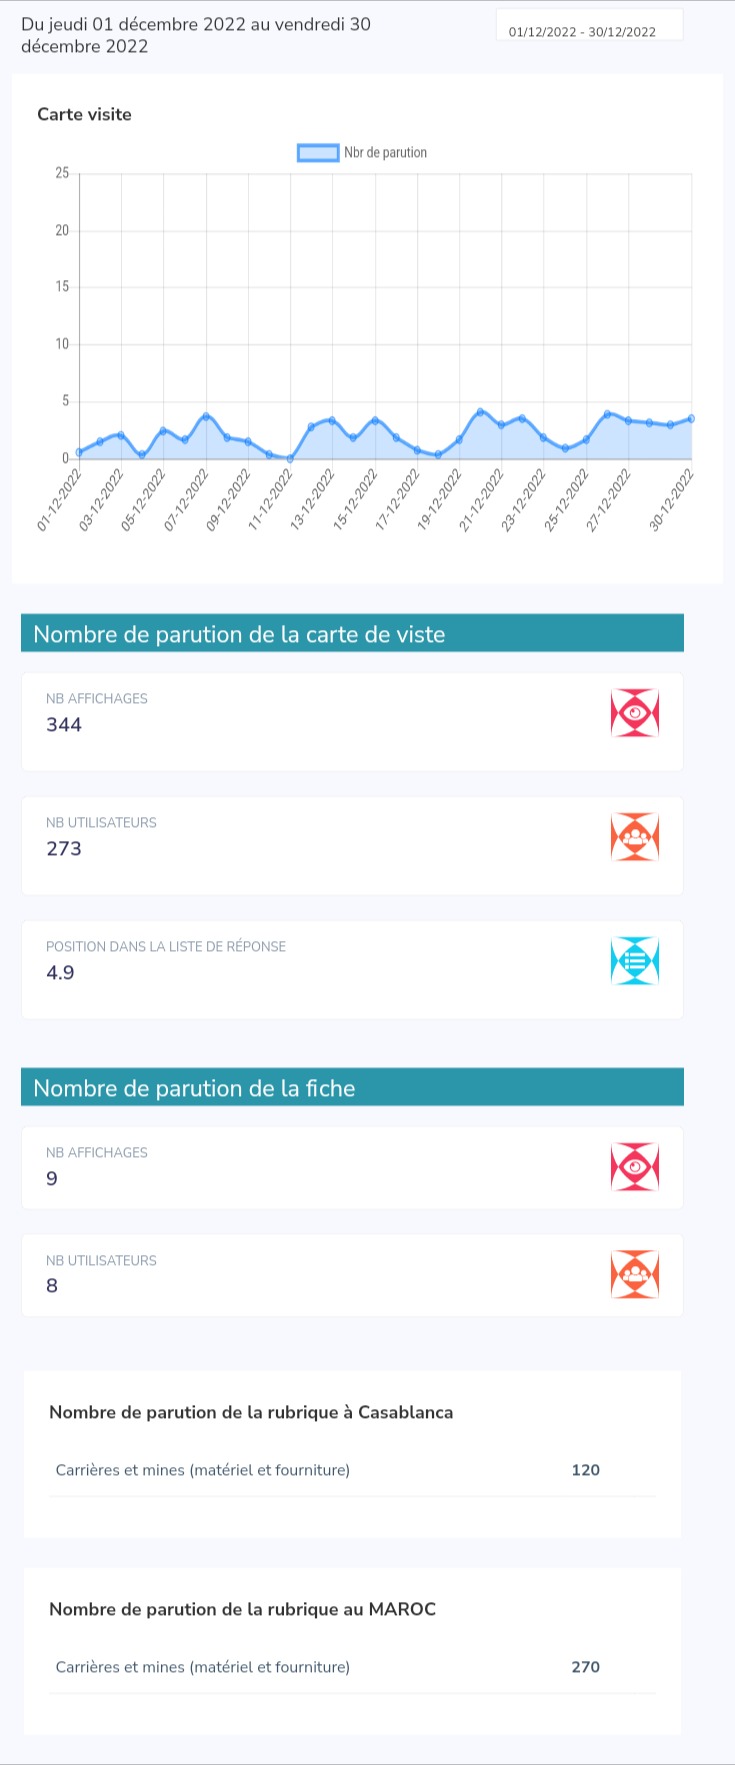 Du jeudi 01 décembre 2022 au vendredi 30
décembre 2022
01/12/2022 - 30/12/2022
Carte visite
Nbr de parution
25
20
15
10
5
0
01-12-2022
03-12-2022
05-12-2022
07-12-2022
09-12-2022
11-12-2022
13-12-2022
15-12-2022
17-12-2022
19-12-2022
21-12-2022
23-12-2022
25-12-2022
27-12-2022
30-12-2022
Nombre de parution de la carte de viste
NB AFFICHAGES
344
NB UTILISATEURS
273
POSITION DANS LA LISTE DE RÉPONSE
4.9
Nombre de parution de la fiche
NB AFFICHAGES
9
NB UTILISATEURS
8
Nombre de parution de la rubrique à Casablanca
Carrières et mines (matériel et fourniture) 120
Nombre de parution de la rubrique au MAROC
Carrières et mines (matériel et fourniture) 270